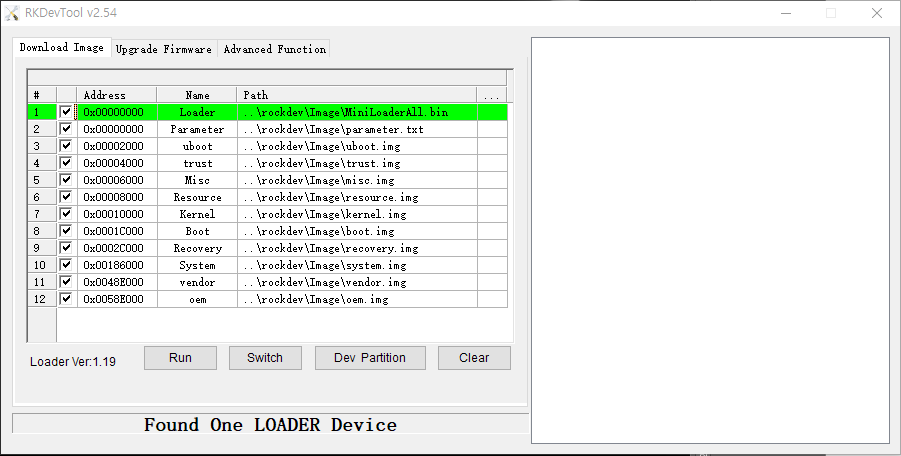 RKDevTool v2.54
Download Image Upgrade Firmware Advanced Function
# Address Name Path ...
1 0x00000000 Loader ..\rockdev\Image\MiniLoaderAll.bin
2 0x00000000 Parameter ..\rockdev\Image\parameter.txt
3 0x00002000 uboot ..\rockdev\Image\uboot.img
4 0x00004000 trust ..\rockdev\Image\trust.img
5 0x00006000 Misc ..\rockdev\Image\misc.img
6 0x00008000 Resource ..\rockdev\Image\resource.img
7 0x00010000 Kernel ..\rockdev\Image\kernel.img
8 0x0001C000 Boot ..\rockdev\Image\boot.img
9 0x0002C000 Recovery ..\rockdev\Image\recovery.img
10 0x00186000 System ..\rockdev\Image\system.img
11 0x0048E000 vendor ..\rockdev\Image\vendor.img
12 0x0058E000 oem ..\rockdev\Image\oem.img
Loader Ver:1.19 Run Switch Dev Partition Clear
Found One LOADER Device